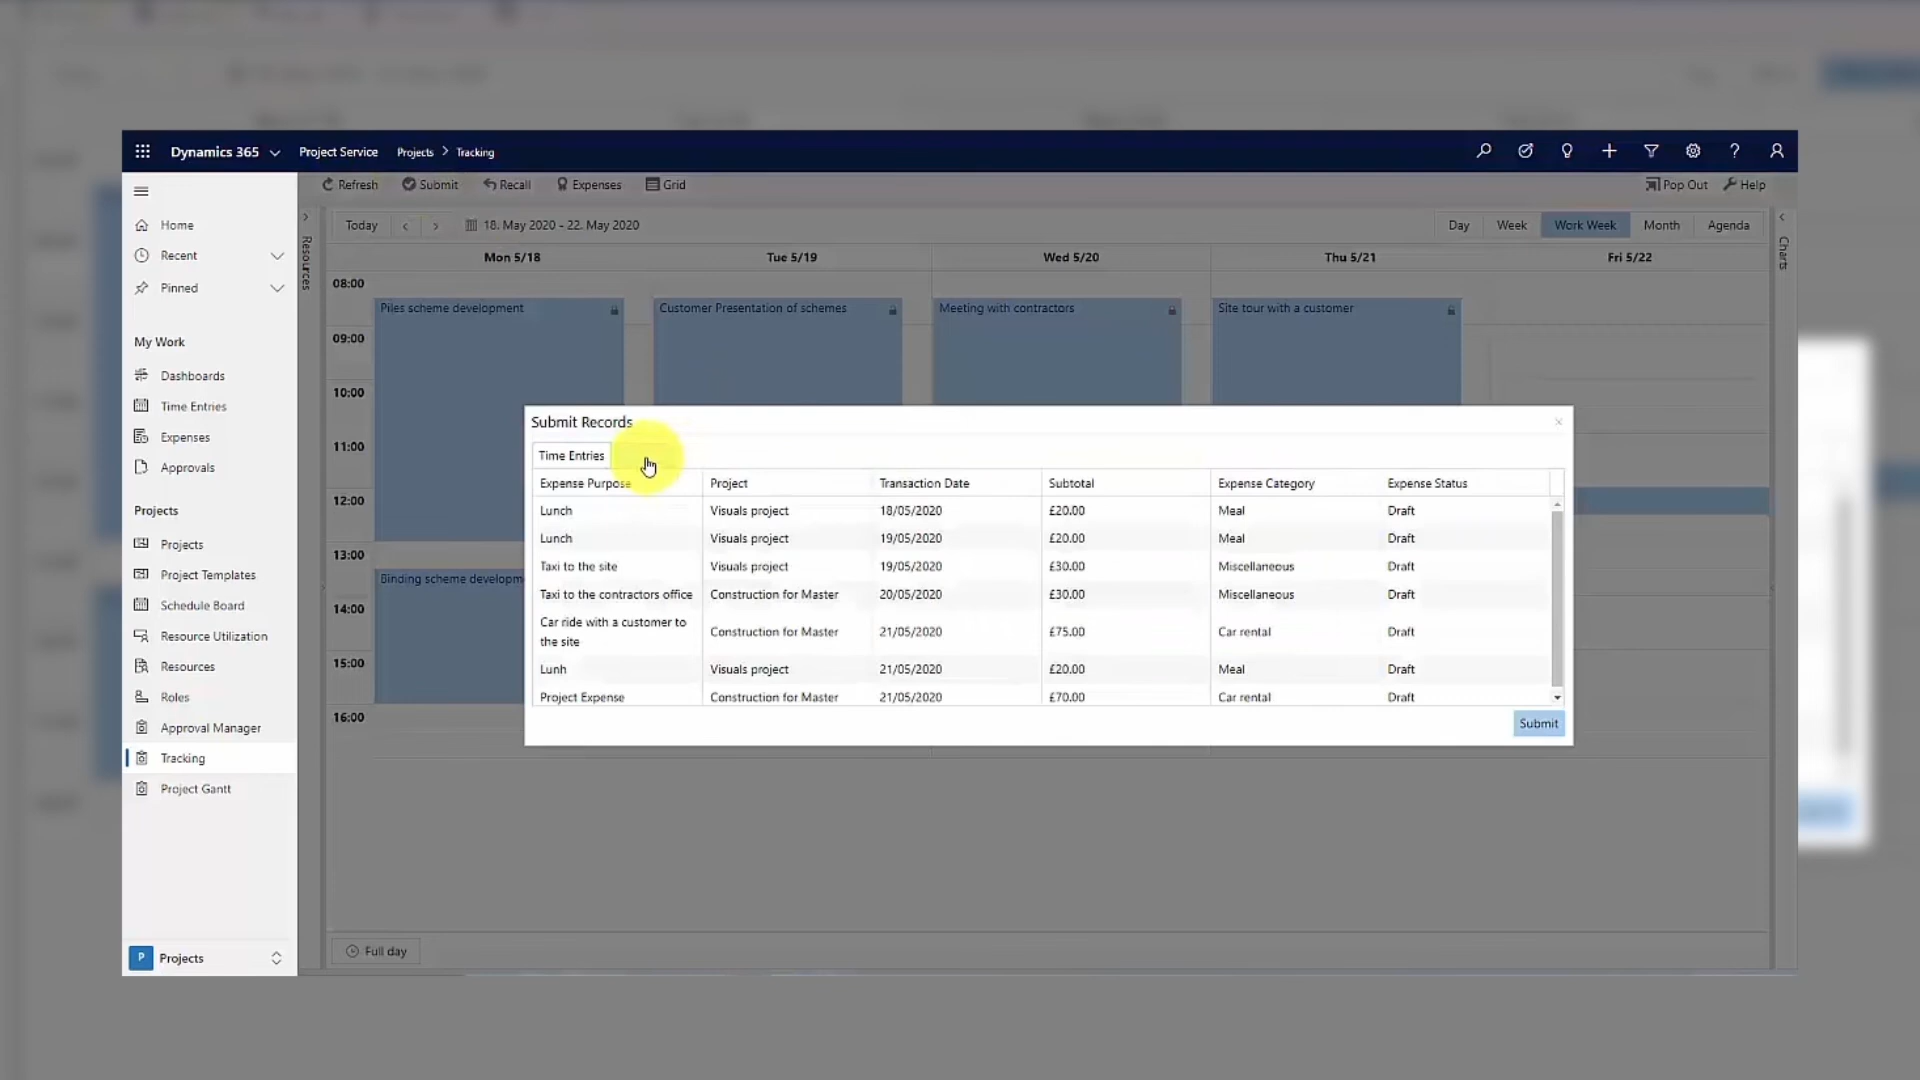 Dynamics 365 Project Service Projects > Tracking
Refresh Submit Recall Expenses Grid Pop Out Help
Home
Recent
Pinned
My Work
Dashboards
Time Entries
Expenses
Approvals
Projects
Projects
Project Templates
Schedule Board
Resource Utilization
Resources
Roles
Approval Manager
Tracking
Project Gantt
P Projects
Resources
Today < > 18. May 2020 - 22. May 2020 Day Week Work Week Month Agenda
Charts
Mon 5/18 Tue 5/19 Wed 5/20 Thu 5/21 Fri 5/22
08:00
Piles scheme development Customer Presentation of schemes Meeting with contractors Site tour with a customer
09:00
10:00
11:00
12:00
13:00
Binding scheme developm
14:00
15:00
16:00
Submit Records
Time Entries
Expense Purpose Project Transaction Date Subtotal Expense Category Expense Status
Lunch Visuals project 18/05/2020 £20.00 Meal Draft
Lunch Visuals project 19/05/2020 £20.00 Meal Draft
Taxi to the site Visuals project 19/05/2020 £30.00 Miscellaneous Draft
Taxi to the contractors office Construction for Master 20/05/2020 £30.00 Miscellaneous Draft
Car ride with a customer to
the site Construction for Master 21/05/2020 £75.00 Car rental Draft
Lunh Visuals project 21/05/2020 £20.00 Meal Draft
Project Expense Construction for Master 21/05/2020 £70.00 Car rental Draft
Submit
Full day